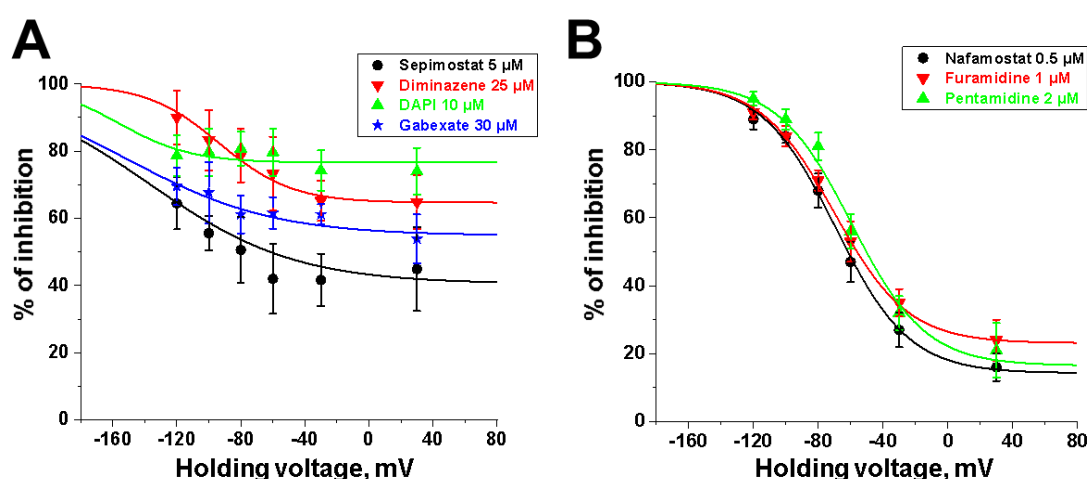 A
Sepimostat 5 µM
Diminazene 25 µM
DAPI 10 µM
Gabexate 30 µM
% of inhibition
100
80
60
40
20
0
-160 -120 -80 -40 0 40 80
Holding voltage, mV
B
Nafamostat 0.5 µM
Furamidine 1 µM
Pentamidine 2 µM
% of inhibition
100
80
60
40
20
0
-160 -120 -80 -40 0 40 80
Holding voltage, mV